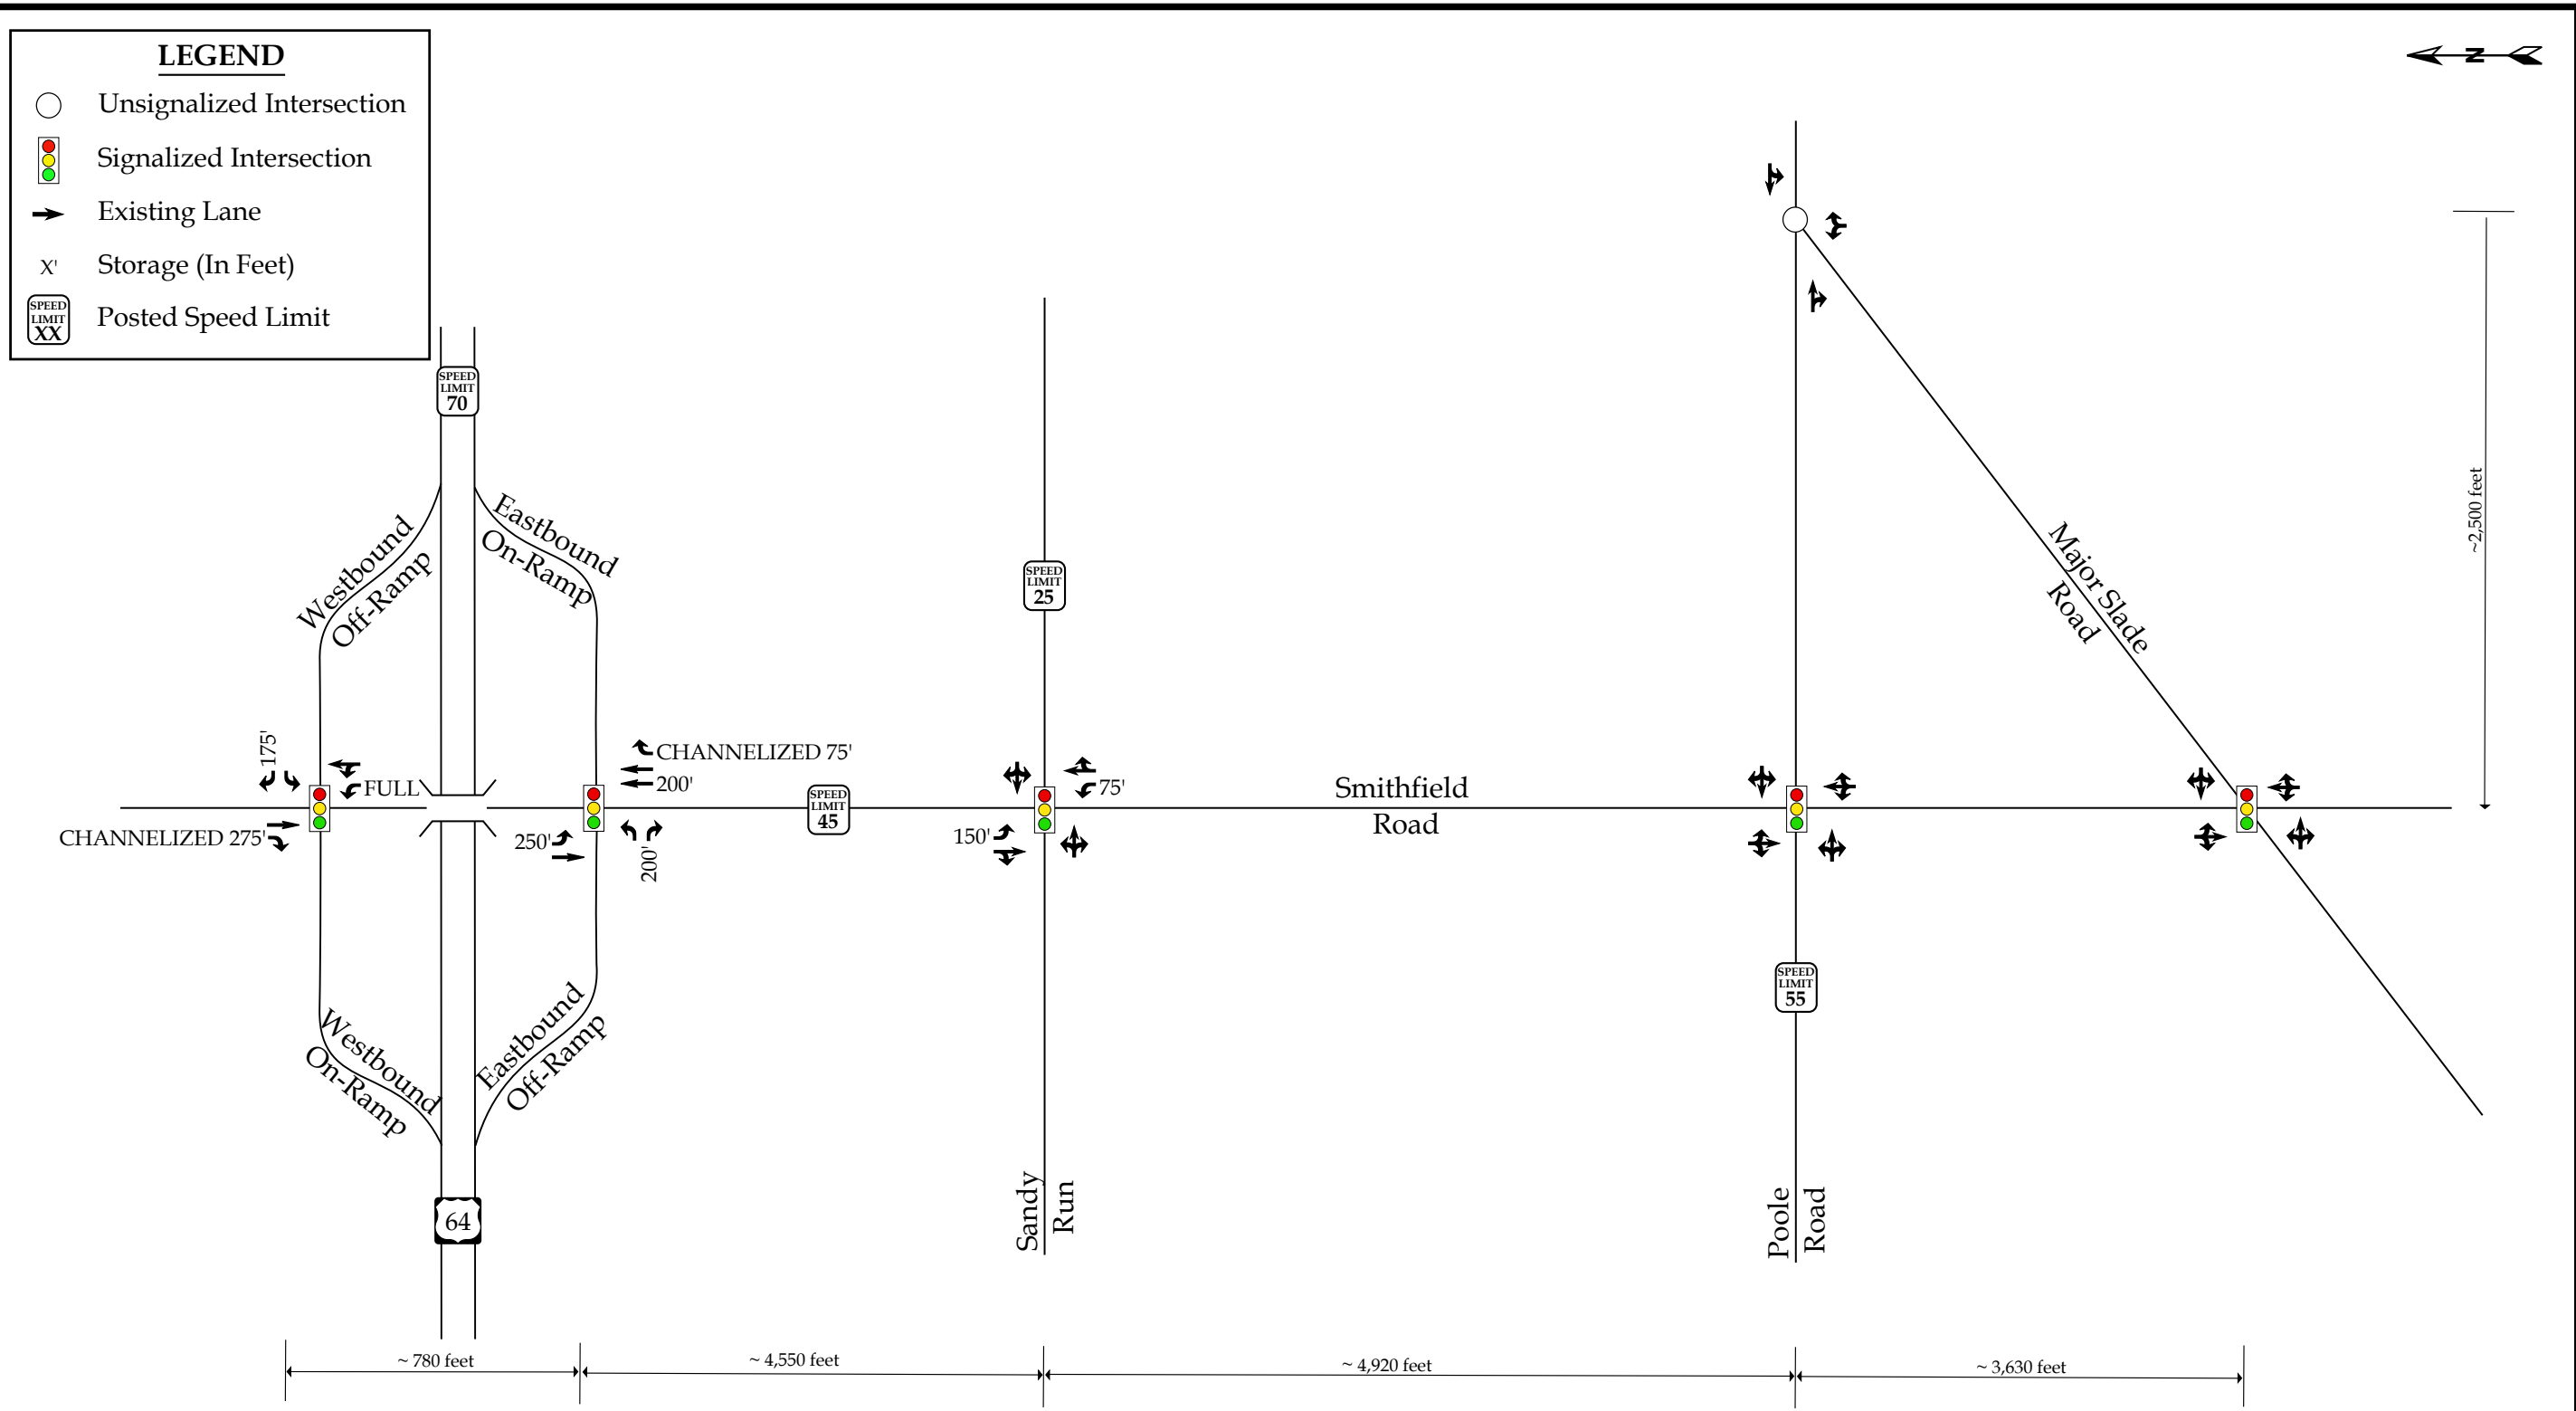 LEGEND
Unsignalized Intersection
Signalized Intersection
Existing Lane
X' Storage (In Feet)
SPEED
LIMIT
XX
Posted Speed Limit
N
SPEED
LIMIT
70
Westbound
Off-Ramp
Eastbound
On-Ramp
SPEED
LIMIT
25
Major Slade
Road
~2,500 feet
175'
FULL
CHANNELIZED 275'
CHANNELIZED 75'
200'
250'
200'
SPEED
LIMIT
45
75'
150'
Smithfield
Road
SPEED
LIMIT
55
Westbound
On-Ramp
Eastbound
Off-Ramp
64
Sandy
Run
Poole
Road
~ 780 feet
~ 4,550 feet
~ 4,920 feet
~ 3,630 feet